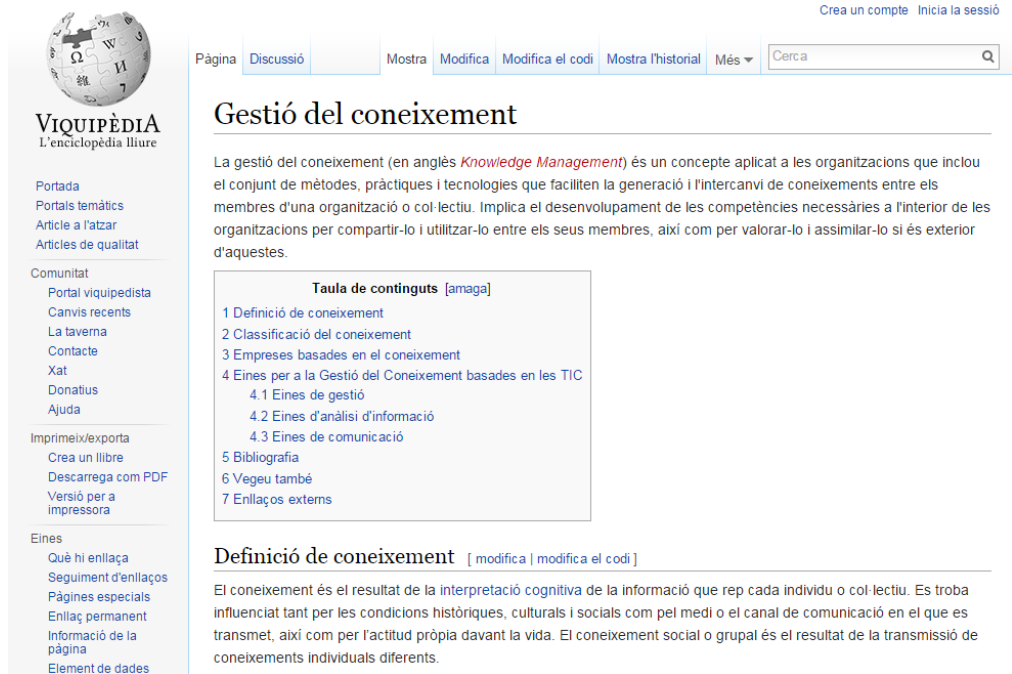 Crea un compte Inicia la sessió
Pàgina Discussió Mostra Modifica Modifica el codi Mostra l'historial Més Cerca
VIQUIPÈDIA
L'enciclopèdia lliure
Portada
Portals temàtics
Article a l'atzar
Articles de qualitat
Comunitat
Portal viquipedista
Canvis recents
La taverna
Contacte
Xat
Donatius
Ajuda
Imprimeix/exporta
Crea un llibre
Descarrega com PDF
Versió per a
impressora
Eines
Què hi enllaça
Seguiment d'enllaços
Pàgines especials
Enllaç permanent
Informació de la
pàgina
Element de dades
Gestió del coneixement
La gestió del coneixement (en anglès Knowledge Management) és un concepte aplicat a les organitzacions que inclou
el conjunt de mètodes, pràctiques i tecnologies que faciliten la generació i l'intercanvi de coneixements entre els
membres d'una organització o col·lectiu. Implica el desenvolupament de les competències necessàries a l'interior de les
organitzacions per compartir-lo i utilitzar-lo entre els seus membres, així com per valorar-lo i assimilar-lo si és exterior
d'aquestes.
Taula de continguts [amaga]
1 Definició de coneixement
2 Classificació del coneixement
3 Empreses basades en el coneixement
4 Eines per a la Gestió del Coneixement basades en les TIC
4.1 Eines de gestió
4.2 Eines d'anàlisi d'informació
4.3 Eines de comunicació
5 Bibliografia
6 Vegeu també
7 Enllaços externs
Definició de coneixement [ modifica | modifica el codi ]
El coneixement és el resultat de la interpretació cognitiva de la informació que rep cada individu o col·lectiu. Es troba
influenciat tant per les condicions històriques, culturals i socials com pel medi o el canal de comunicació en el que es
transmet, així com per l'actitud pròpia davant la vida. El coneixement social o grupal és el resultat de la transmissió de
coneixements individuals diferents.